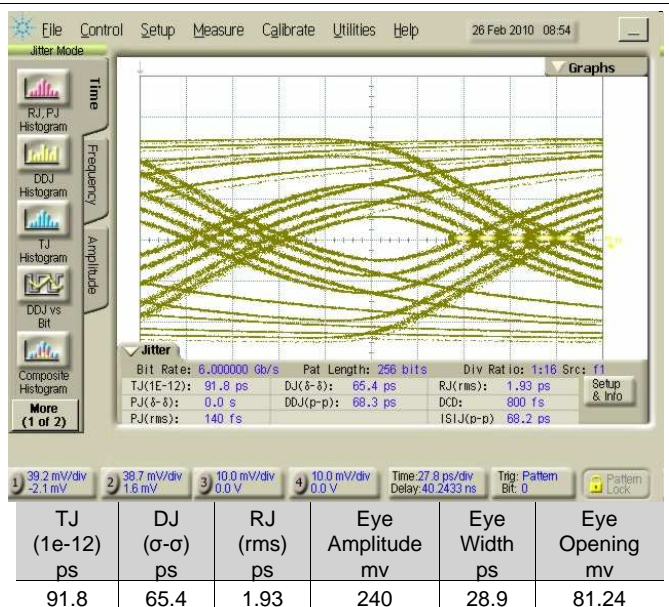 File Control Setup Measure Calibrate Utilities Help 26 Feb 2010 08:54
Jitter Mode
Graphs
RJ, PJ
Histogram
DDJ
Histogram
TJ
Histogram
DDJ vs
Bit
Composite
Histogram
More
(1 of 2)
Time
Frequency
Amplitude
Jitter
Bit Rate: 6.000000 Gb/s Pat Length: 256 bits Div Ratio: 1:16 Src: f1
TJ(1E-12): 91.8 ps DJ(δ-δ): 65.4 ps RJ(rms): 1.93 ps
PJ(δ-δ): 0.0 s DDJ(p-p): 68.3 ps DCD: 800 fs
PJ(rms): 140 fs ISIJ(p-p) 68.2 ps
Setup
& Info
1) 39.2 mV/div
-2.1 mV
2) 38.7 mV/div
1.6 mV
3) 10.0 mV/div
0.0 V
4) 10.0 mV/div
0.0 V
Time:27.8 ps/div
Delay:40.2433 ns
Trig: Pattern
Bit: 0
Pattern
Lock
TJ DJ RJ Eye Eye Eye
(1e-12) (σ-σ) (rms) Amplitude Width Opening
ps ps ps mv ps mv
91.8 65.4 1.93 240 28.9 81.24